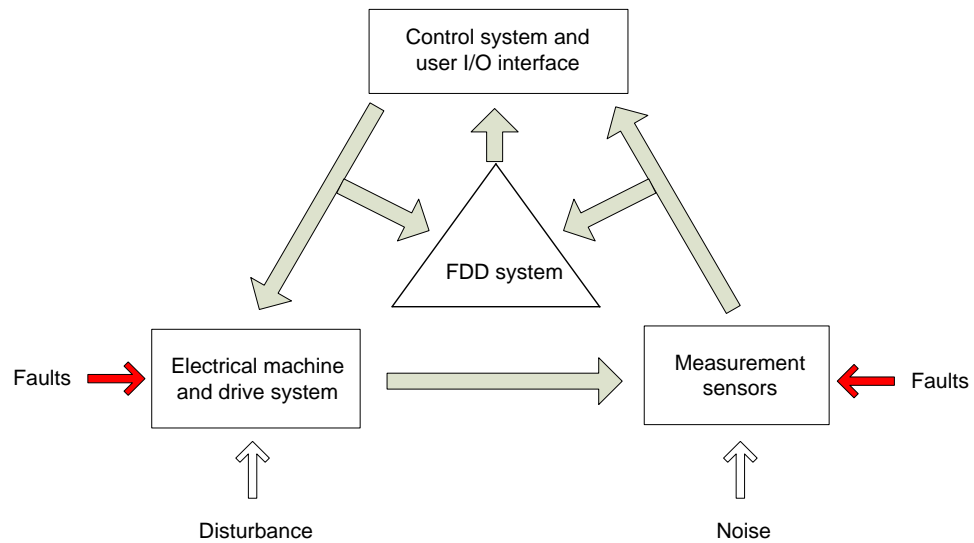 Control system and
user I/O interface
FDD system
Faults
Electrical machine
and drive system
Measurement
sensors
Faults
Disturbance
Noise